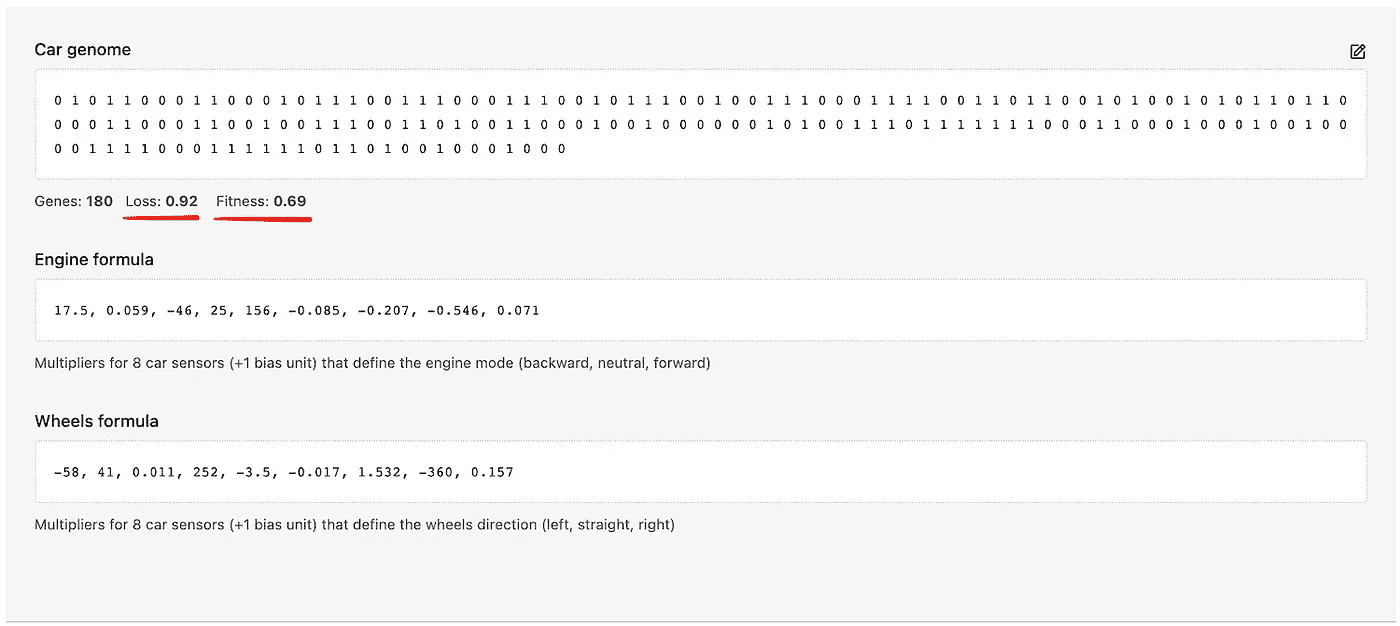 Car genome
0 1 0 1 1 0 0 0 1 1 0 0 0 1 0 1 1 1 0 0 1 1 1 0 0 0 1 1 1 0 0 1 0 1 1 1 0 0 1 0 0 1 1 1 0 0 0 1 1 1 1 0 0 1 1 0 1 1 0 0 1 0 1 0 0 1 0 1 0 1 1 0 1 1 0
0 0 0 1 1 0 0 0 1 1 0 0 1 0 0 1 1 1 0 0 1 1 0 1 0 0 1 1 0 0 0 1 0 0 1 0 0 0 0 0 0 1 0 1 0 0 1 1 1 0 1 1 1 1 1 1 1 0 0 0 1 1 0 0 0 1 0 0 0 1 0 0 1 0 0
0 0 1 1 1 1 0 0 0 1 1 1 1 1 1 0 1 1 0 1 0 0 1 0 0 0 1 0 0 0
Genes: 180 Loss: 0.92 Fitness: 0.69
Engine formula
17.5, 0.059, -46, 25, 156, -0.085, -0.207, -0.546, 0.071
Multipliers for 8 car sensors (+1 bias unit) that define the engine mode (backward, neutral, forward)
Wheels formula
-58, 41, 0.011, 252, -3.5, -0.017, 1.532, -360, 0.157
Multipliers for 8 car sensors (+1 bias unit) that define the wheels direction (left, straight, right)